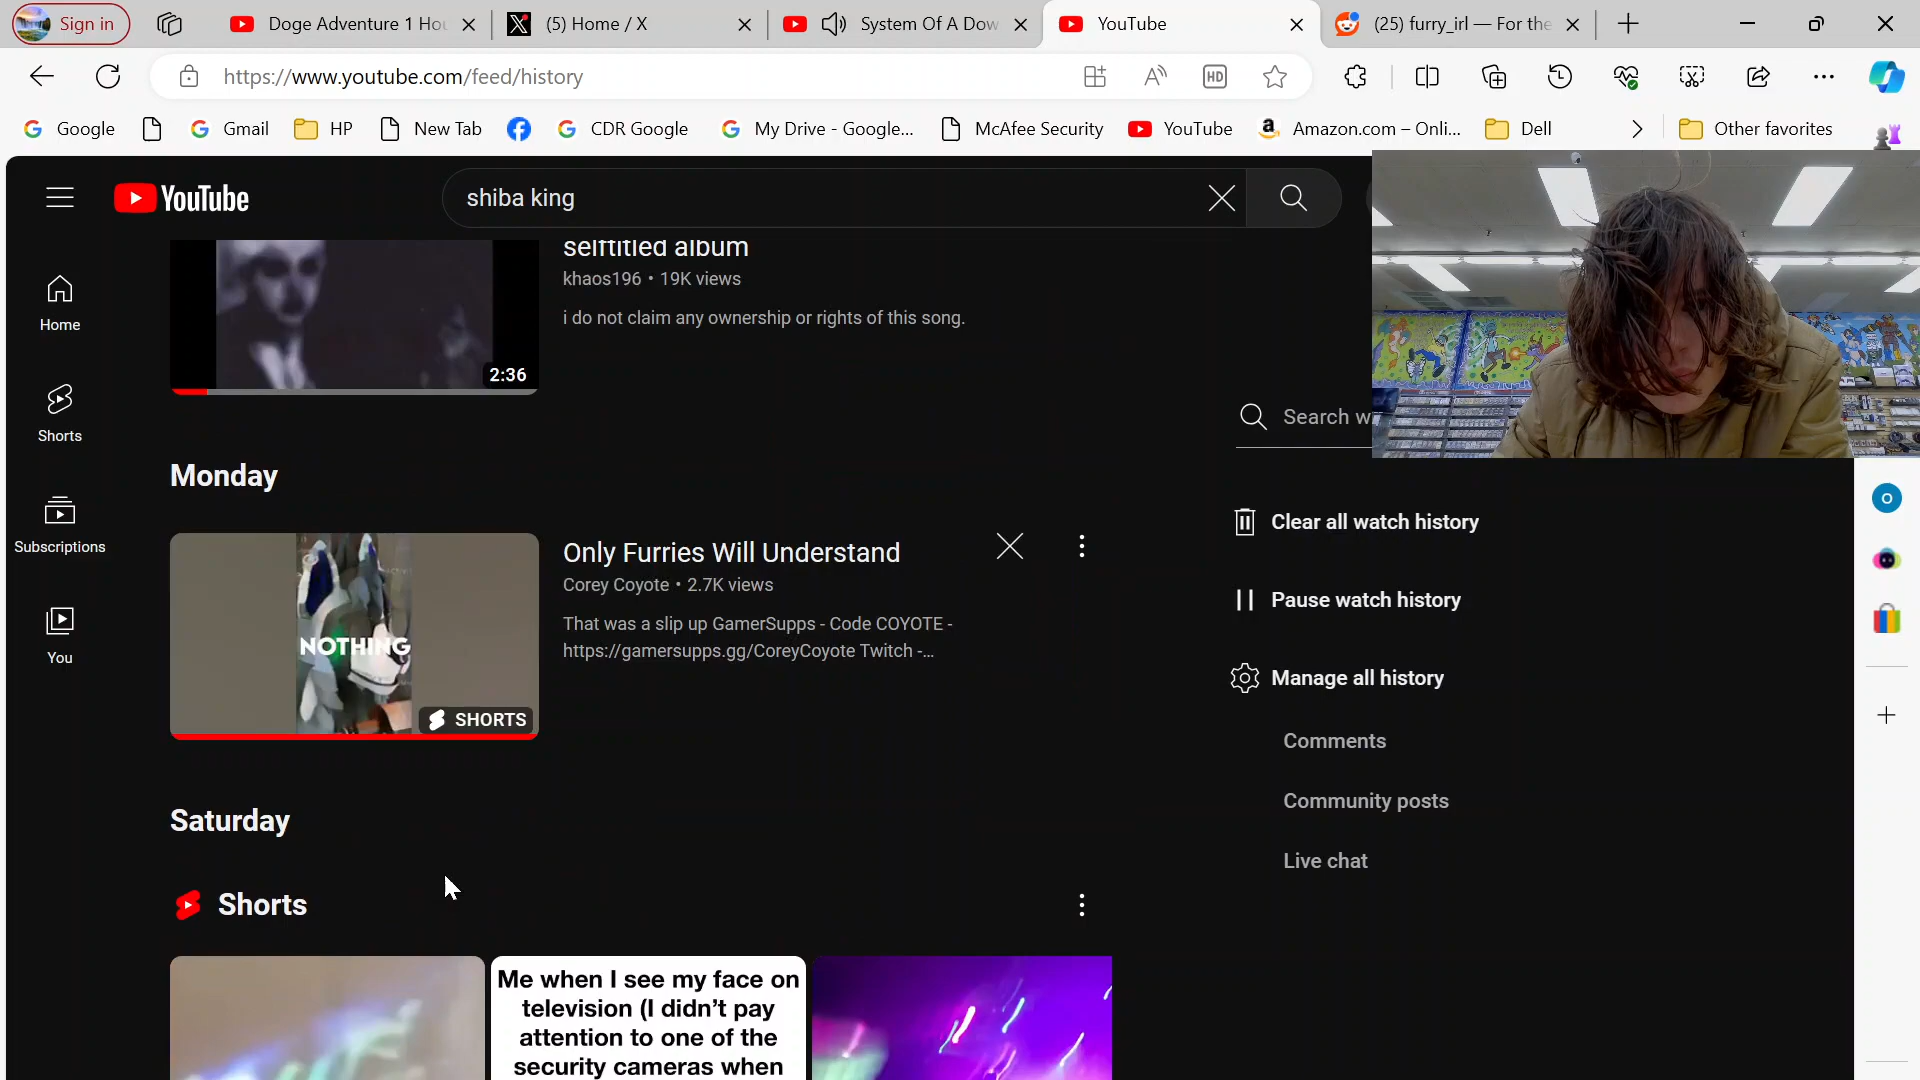 Sign in
Doge Adventure 1 Hou
(5) Home / X
System Of A Dow
YouTube
(25) furry_irl — For the
https://www.youtube.com/feed/history
HD
Google
Gmail
HP
New Tab
CDR Google
My Drive - Google...
McAfee Security
YouTube
Amazon.com – Onli...
Dell
Other favorites
YouTube
shiba king
Home
Shorts
Subscriptions
You
selftitled album
khaos196 • 19K views
i do not claim any ownership or rights of this song.
2:36
Search w
Monday
Only Furries Will Understand
Corey Coyote • 2.7K views
That was a slip up GamerSupps - Code COYOTE -
https://gamersupps.gg/CoreyCoyote Twitch -...
NOTHING
SHORTS
Clear all watch history
Pause watch history
Manage all history
Comments
Community posts
Live chat
Saturday
Shorts
Me when I see my face on
television (I didn't pay
attention to one of the
security cameras when